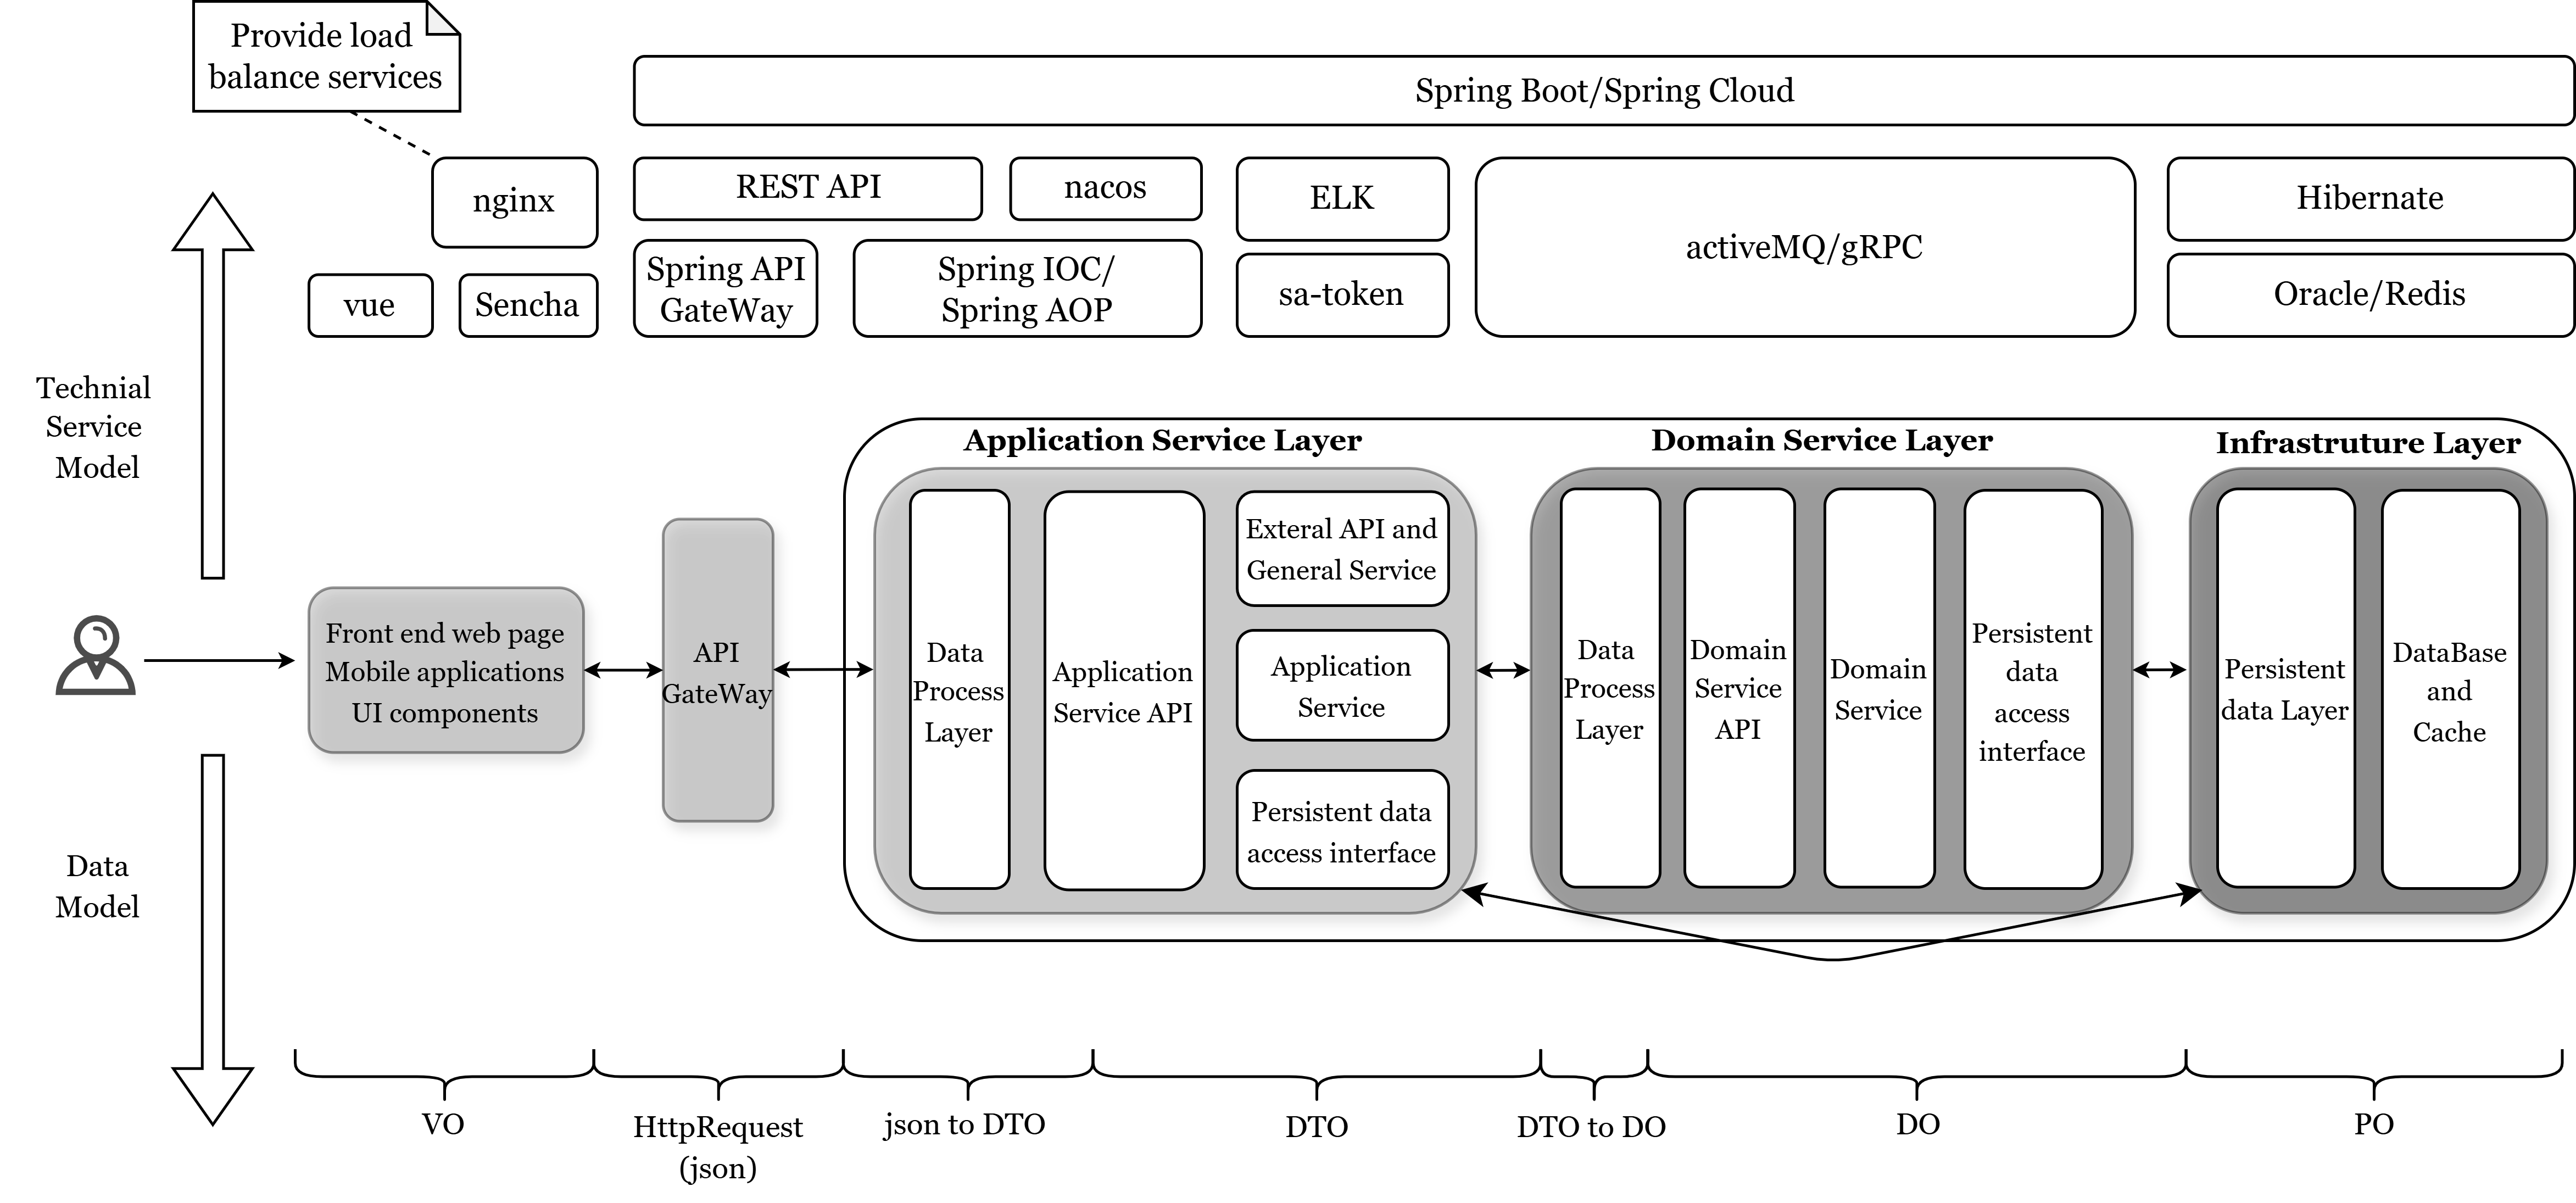 Provide load
balance services
Spring Boot/Spring Cloud
nginx
REST API
nacos
ELK
activeMQ/gRPC
Hibernate
vue
Sencha
Spring API
GateWay
Spring IOC/
Spring AOP
sa-token
Oracle/Redis
Technial
Service
Model
Application Service Layer
Domain Service Layer
Infrastruture Layer
Front end web page
Mobile applications
UI components
API
GateWay
Data
Process
Layer
Application
Service API
Exteral API and
General Service
Application
Service
Persistent data
access interface
Data
Process
Layer
Domain
Service
API
Domain
Service
Persistent
data
access
interface
Persistent
data Layer
DataBase
and
Cache
Data
Model
VO
HttpRequest
(json)
json to DTO
DTO
DTO to DO
DO
PO